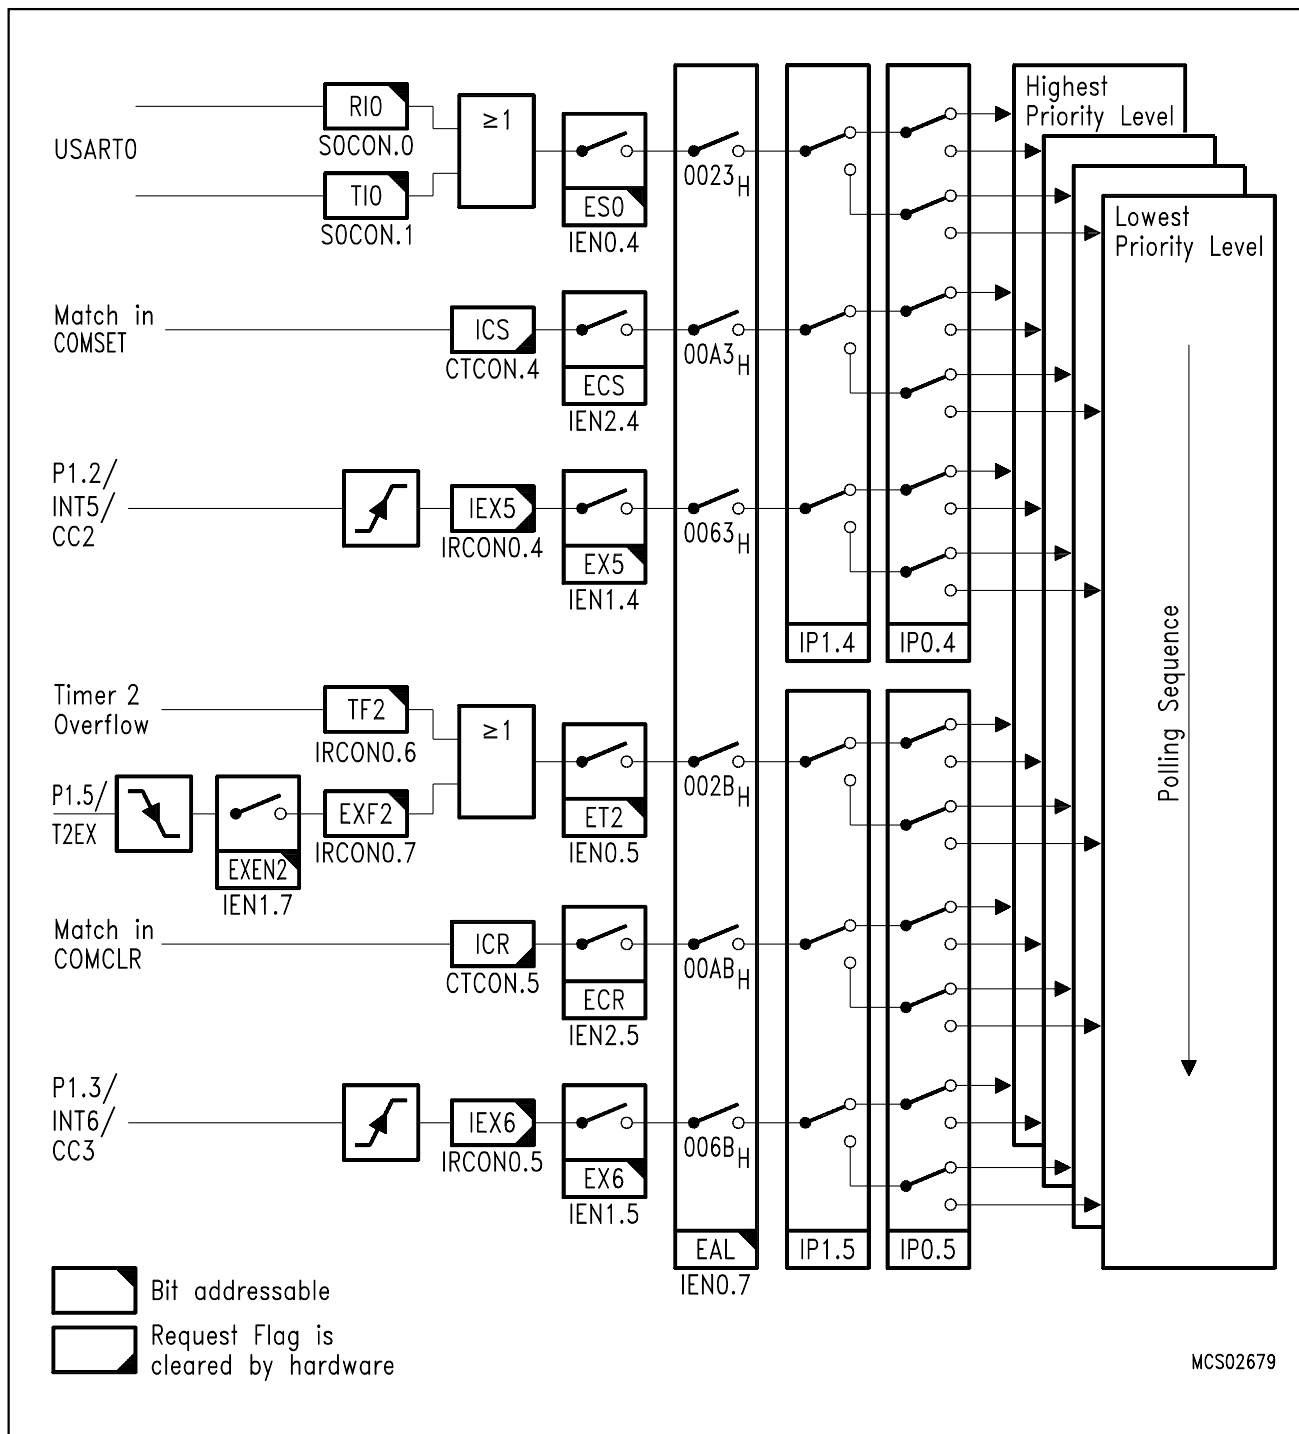 Highest
Priority Level
Lowest
Priority Level
Polling Sequence
USART0
RI0
S0CON.0
TI0
S0CON.1
≥1
ES0
IEN0.4
0023H
Match in
COMSET
ICS
CTCON.4
ECS
IEN2.4
00A3H
P1.2/
INT5/
CC2
IEX5
IRCON0.4
EX5
IEN1.4
0063H
IP1.4
IP0.4
Timer 2
Overflow
TF2
IRCON0.6
≥1
P1.5/
T2EX
EXEN2
IEN1.7
EXF2
IRCON0.7
ET2
IEN0.5
002BH
Match in
COMCLR
ICR
CTCON.5
ECR
IEN2.5
00ABH
P1.3/
INT6/
CC3
IEX6
IRCON0.5
EX6
IEN1.5
006BH
EAL
IEN0.7
IP1.5
IP0.5
Bit addressable
Request Flag is
cleared by hardware
MCS02679